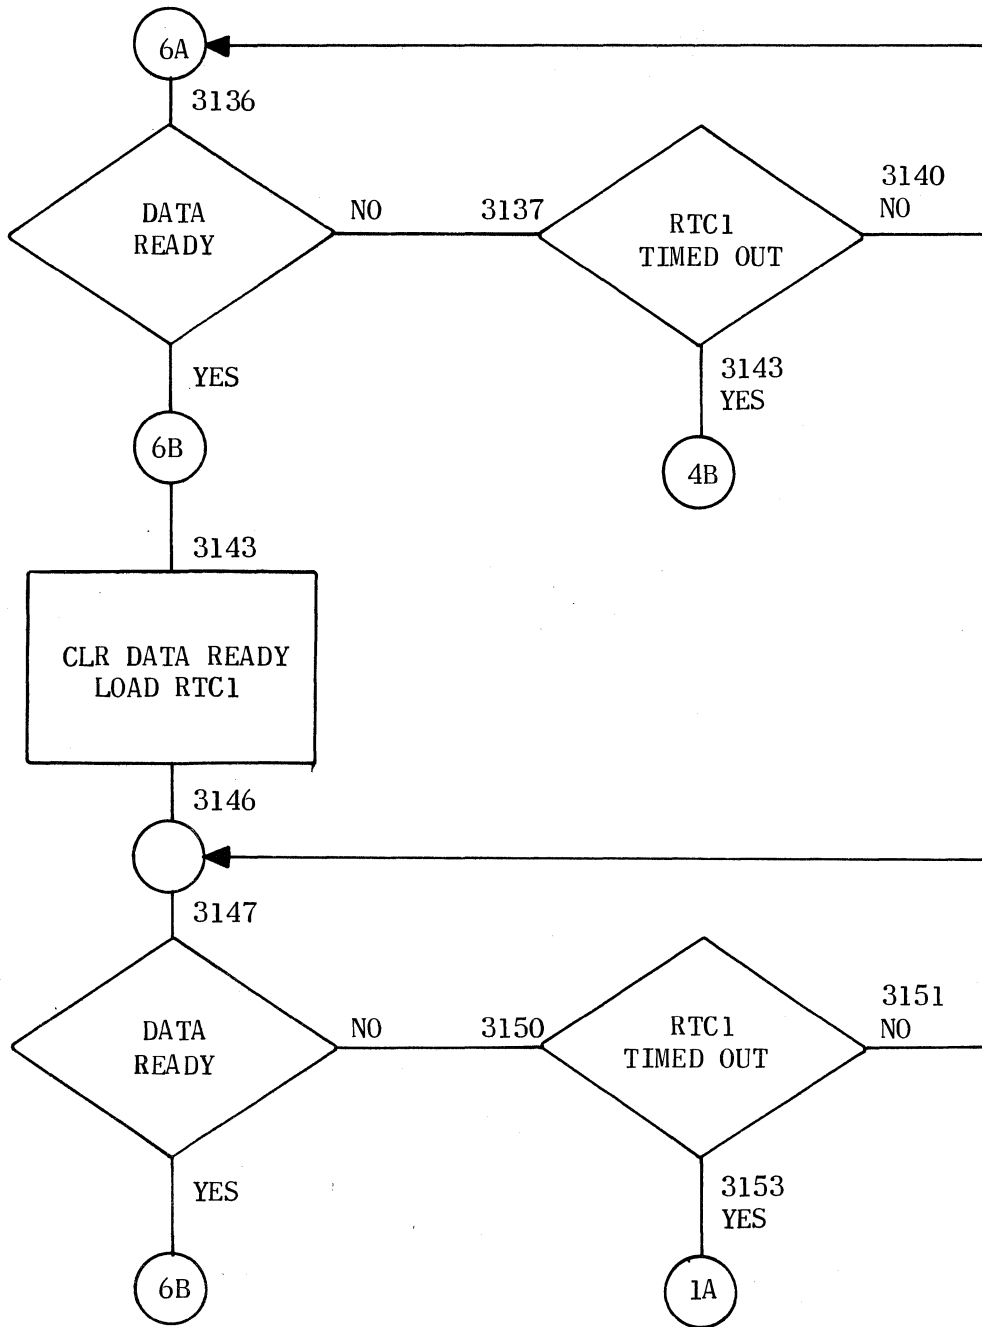 6A
3136
DATA
READY
NO
3137
RTC1
TIMED OUT
3140
NO
YES
3143
YES
6B
4B
3143
CLR DATA READY
LOAD RTC1
3146
3147
DATA
READY
NO
3150
RTC1
TIMED OUT
3151
NO
YES
3153
YES
6B
1A